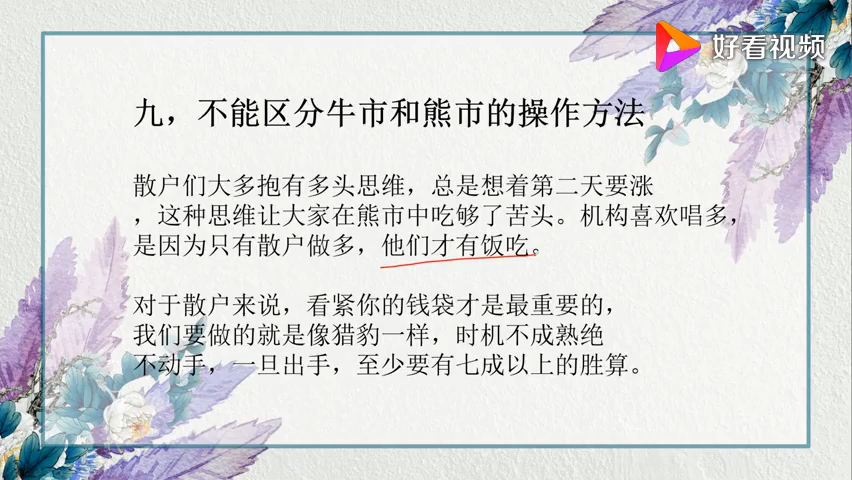 好看视频
九，不能区分牛市和熊市的操作方法
散户们大多抱有多头思维，总是想着第二天要涨
，这种思维让大家在熊市中吃够了苦头。机构喜欢唱多，
是因为只有散户做多，他们才有饭吃。
对于散户来说，看紧你的钱袋才是最重要的，
我们要做的就是像猎豹一样，时机不成熟绝
不动手，一旦出手，至少要有七成以上的胜算。